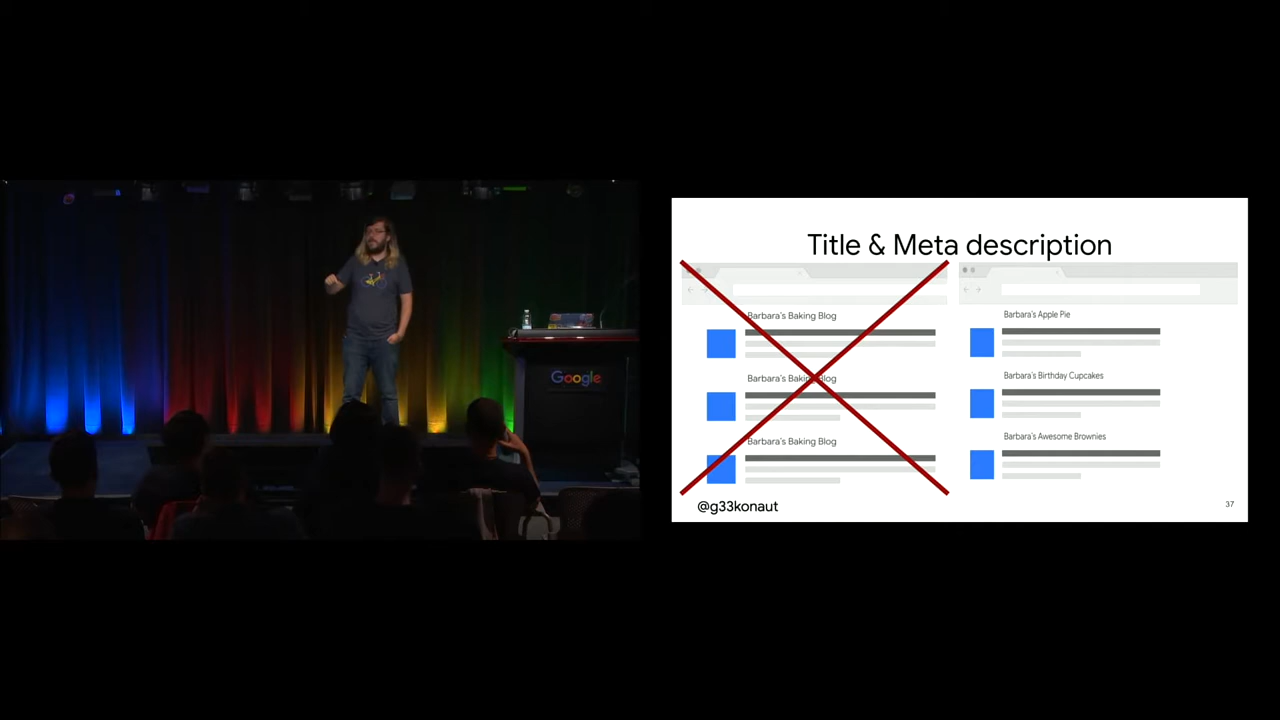 Google
Title & Meta description
Barbara's Baking Blog
Barbara's Baking Blog
Barbara's Baking Blog
Barbara's Apple Pie
Barbara's Birthday Cupcakes
Barbara's Awesome Brownies
@g33konaut
37